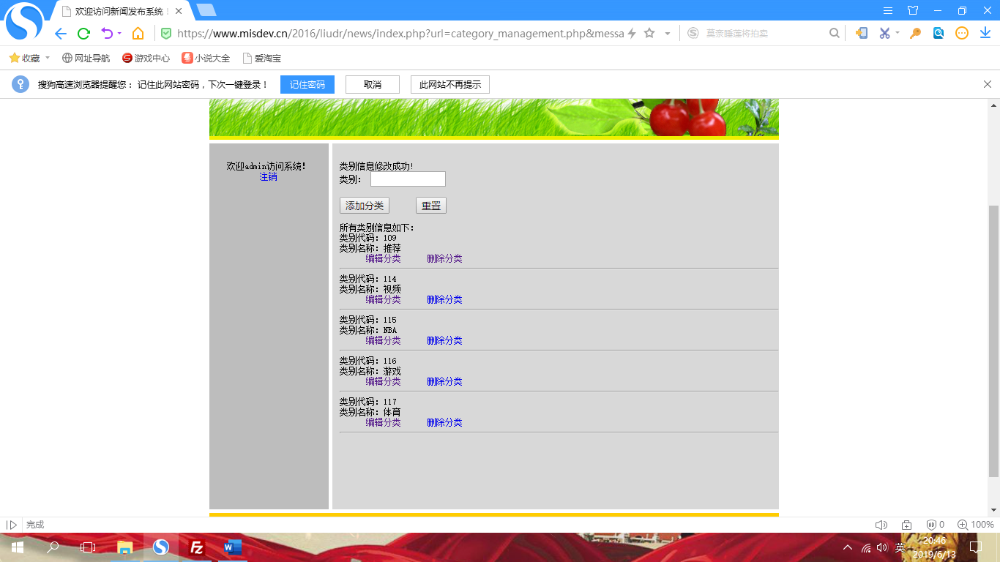 欢迎访问新闻发布系统！
https://www.misdev.cn/2016/liudr/news/index.php?url=category_management.php&messa
莫奈睡莲将拍卖
收藏 网址导航 游戏中心 小说大全 爱淘宝
搜狗高速浏览器提醒您： 记住此网站密码，下次一键登录！ 记住密码 取消 此网站不再提示
欢迎admin访问系统!
注销
类别信息修改成功!
类别：
添加分类 重置
所有类别信息如下：
类别代码：109
类别名称：推荐
编辑分类 删除分类
类别代码：114
类别名称：视频
编辑分类 删除分类
类别代码：115
类别名称：NBA
编辑分类 删除分类
类别代码：116
类别名称：游戏
编辑分类 删除分类
类别代码：117
类别名称：体育
编辑分类 删除分类
完成 0 100%
英 20:46
2019/6/13